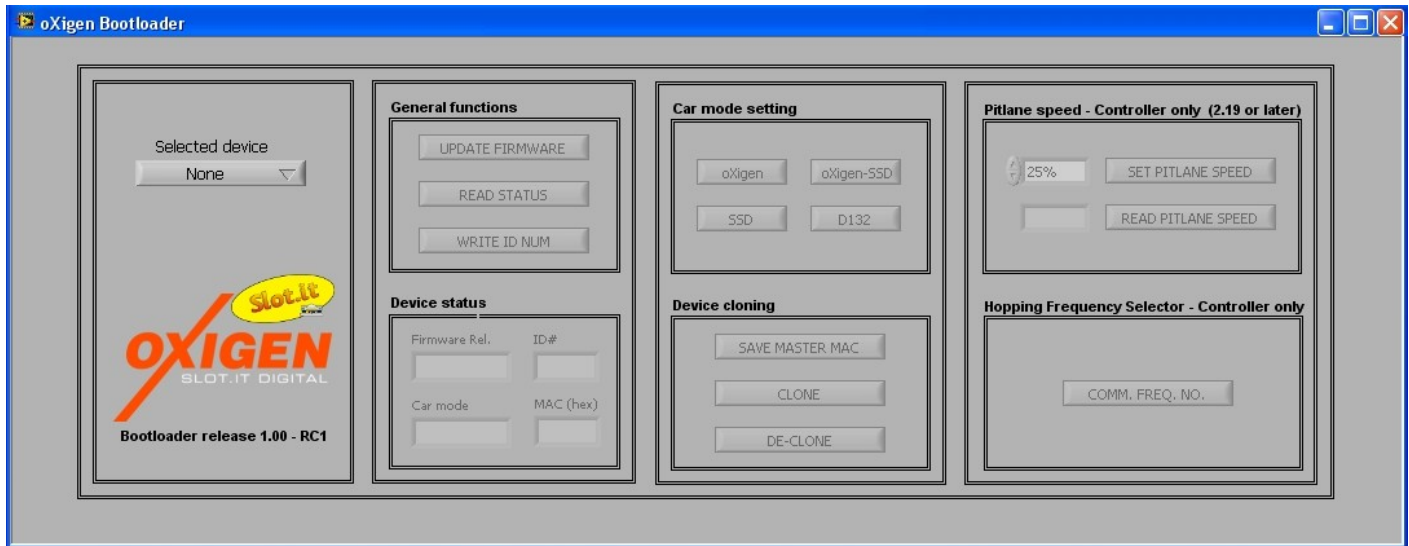 oXigen Bootloader
Selected device
None
Slot.it
OXIGEN
SLOT.IT DIGITAL
Bootloader release 1.00 - RC1
General functions
UPDATE FIRMWARE
READ STATUS
WRITE ID NUM
Device status
Firmware Rel. ID#
Car mode MAC (hex)
Car mode setting
oXigen oXigen-SSD
SSD D132
Device cloning
SAVE MASTER MAC
CLONE
DE-CLONE
Pitlane speed - Controller only (2.19 or later)
25% SET PITLANE SPEED
READ PITLANE SPEED
Hopping Frequency Selector - Controller only
COMM. FREQ. NO.